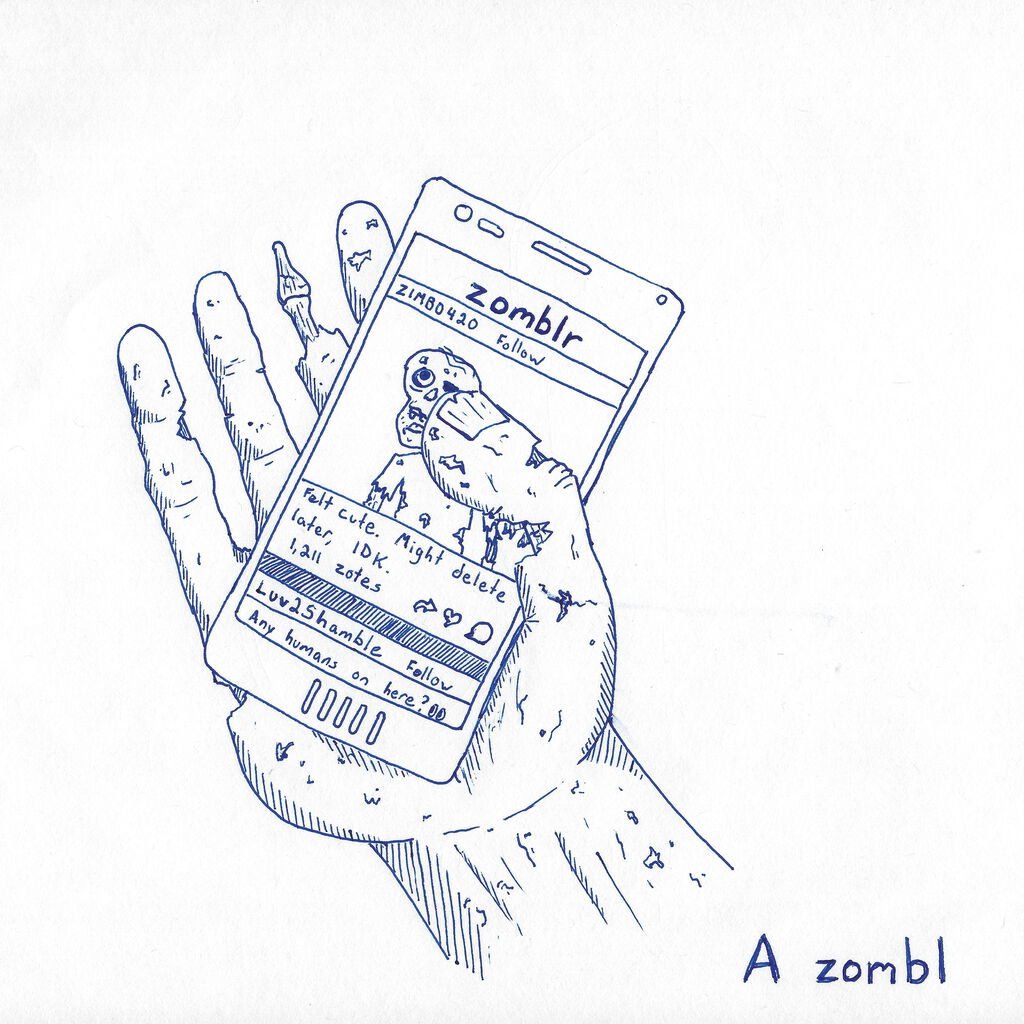 zomblr
ZIMBO420 Follow
Felt cute. Might delete
later, IDK.
1,211 zotes
Luv2Shamble Follow
Any humans on here?
A zombl